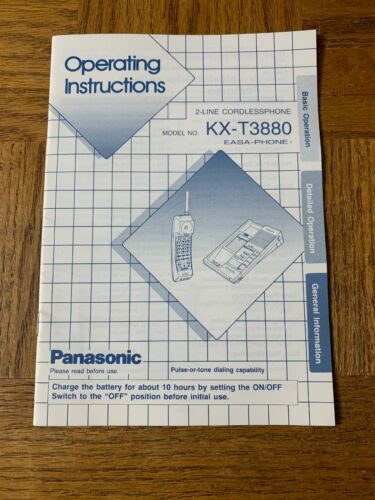 Operating
Instructions
2-LINE CORDLESSPHONE
MODEL NO. KX-T3880
EASA-PHONE
Basic Operation
Detailed Operation
General Information
Panasonic
Please read before use.
Pulse-or-tone dialing capability
Charge the battery for about 10 hours by setting the ON/OFF
Switch to the “OFF” position before initial use.